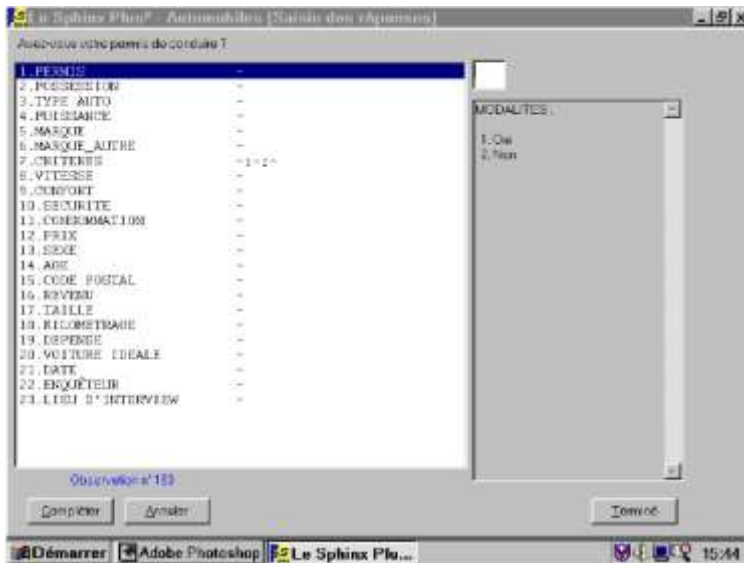 Le Sphinx Plus² - Automobiles [Saisie des réponses]
Avez-vous votre permis de conduire ?
1.PERMIS -
2.POSSESSION -
3.TYPE AUTO -
4.PUISSANCE -
5.MARQUE -
6.MARQUE_AUTRE -
7.CRITERES
8.VITESSE -
9.CONFORT -
10.SECURITE -
11.CONSOMMATION -
12.PRIX -
13.SEXE -
14.AGE -
15.CODE POSTAL -
16.REVENU -
17.TAILLE -
18.KILOMETRAGE -
19.DEPENSE -
20.VOITURE IDEALE -
21.DATE -
22.ENQUÊTEUR -
23.LIEU D'INTERVIEW -
MODALITES :
1. Oui
2. Non
Observation n°
Compléter
Annuler
Terminé
Démarrer
Adobe Photoshop
Le Sphinx Plu...
15:44